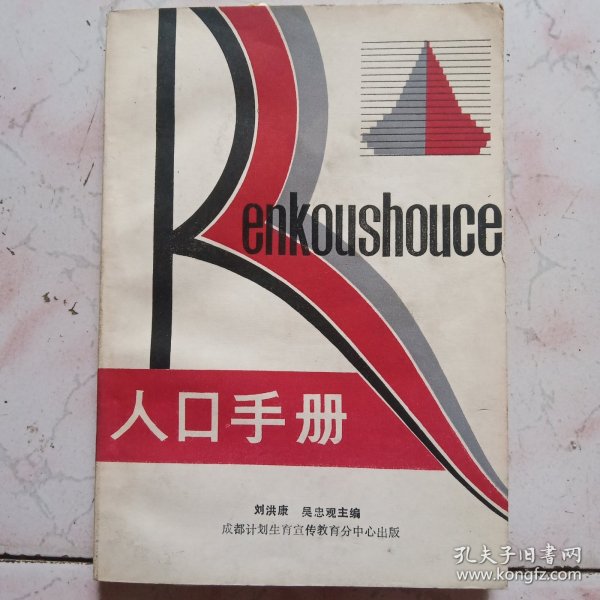 Renkoushouce
人口手册
刘洪康 吴忠观主编
成都计划生育宣传教育分中心出版
孔夫子旧书网
www.kongfz.com